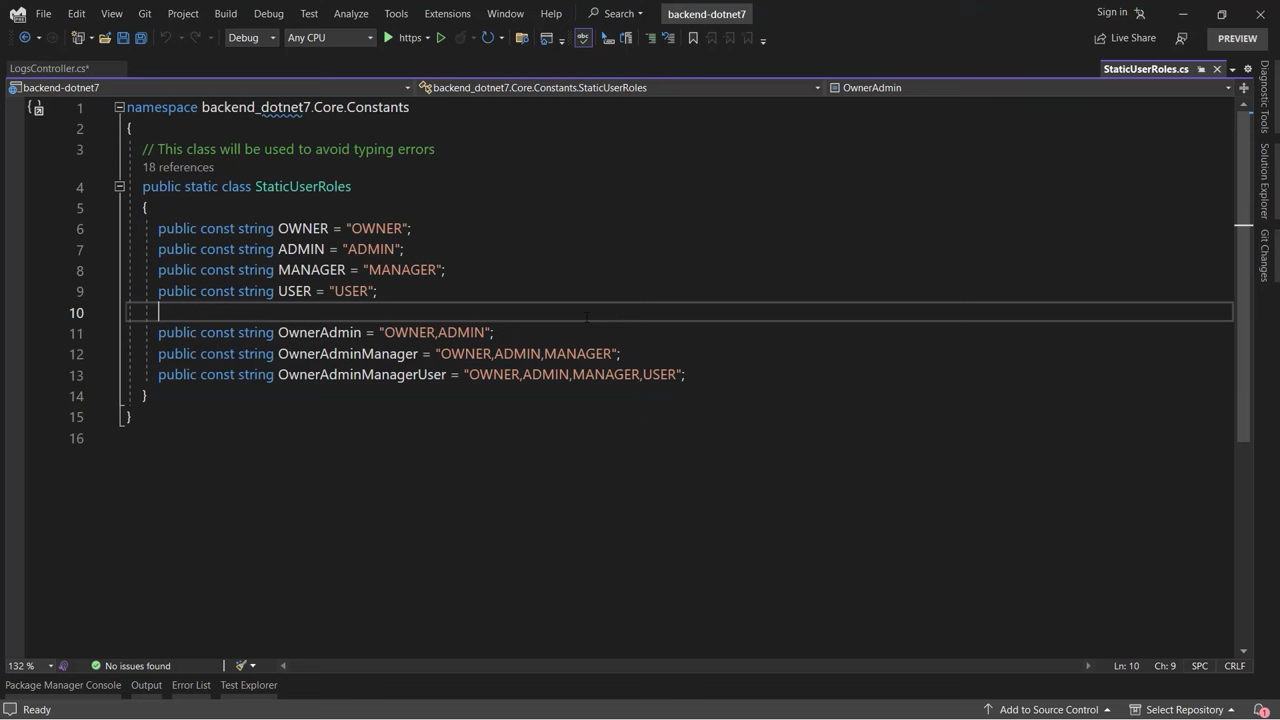 File Edit View Git Project Build Debug Test Analyze Tools Extensions Window Help Search backend-dotnet7 Sign in
Debug Any CPU https Live Share PREVIEW
LogsController.cs* StaticUserRoles.cs
backend-dotnet7 backend_dotnet7.Core.Constants.StaticUserRoles OwnerAdmin
1 namespace backend_dotnet7.Core.Constants
2 {
3 // This class will be used to avoid typing errors
18 references
4 public static class StaticUserRoles
5 {
6 public const string OWNER = "OWNER";
7 public const string ADMIN = "ADMIN";
8 public const string MANAGER = "MANAGER";
9 public const string USER = "USER";
10
11 public const string OwnerAdmin = "OWNER,ADMIN";
12 public const string OwnerAdminManager = "OWNER,ADMIN,MANAGER";
13 public const string OwnerAdminManagerUser = "OWNER,ADMIN,MANAGER,USER";
14 }
15 }
16
Diagnostic Tools
Solution Explorer
Git Changes
132 % No issues found Ln: 10 Ch: 9 SPC CRLF
Package Manager Console Output Error List Test Explorer
Ready Add to Source Control Select Repository 1